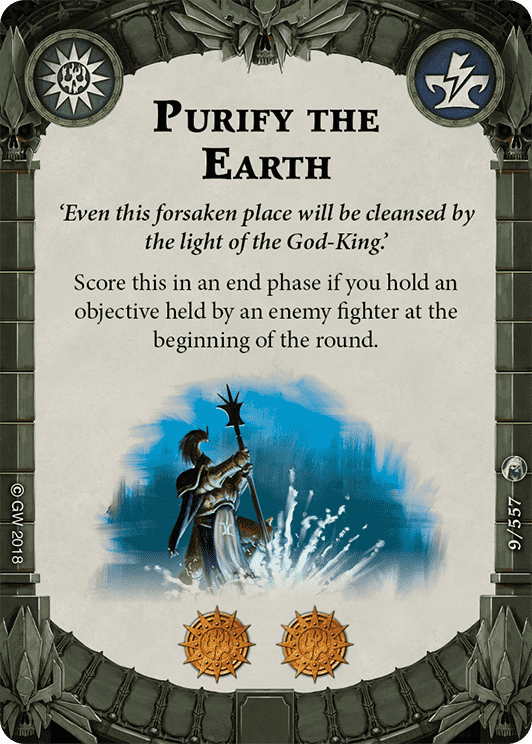 Purify the
Earth
‘Even this forsaken place will be cleansed by
the light of the God-King.’
Score this in an end phase if you hold an
objective held by an enemy fighter at the
beginning of the round.
© GW 2018
9/557